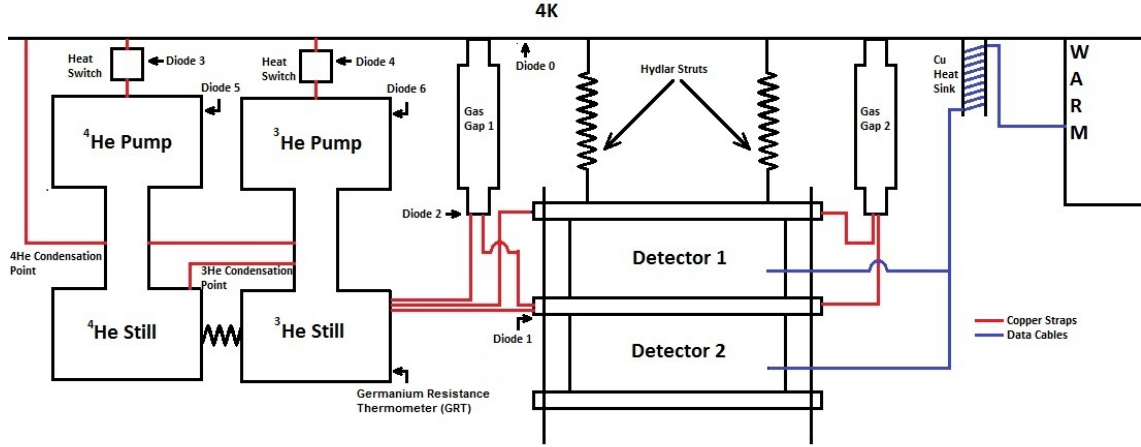 4K
Heat
Switch
Diode 3
Heat
Switch
Diode 4
Diode 0
Hydlar Struts
Cu
Heat
Sink
W
A
R
M
Diode 5
Diode 6
Gas
Gap 1
Gas
Gap 2
4He Pump
3He Pump
Diode 2
4He Condensation
Point
3He Condensation
Point
Detector 1
4He Still
3He Still
Diode 1
Detector 2
Copper Straps
Data Cables
Germanium Resistance
Thermometer (GRT)